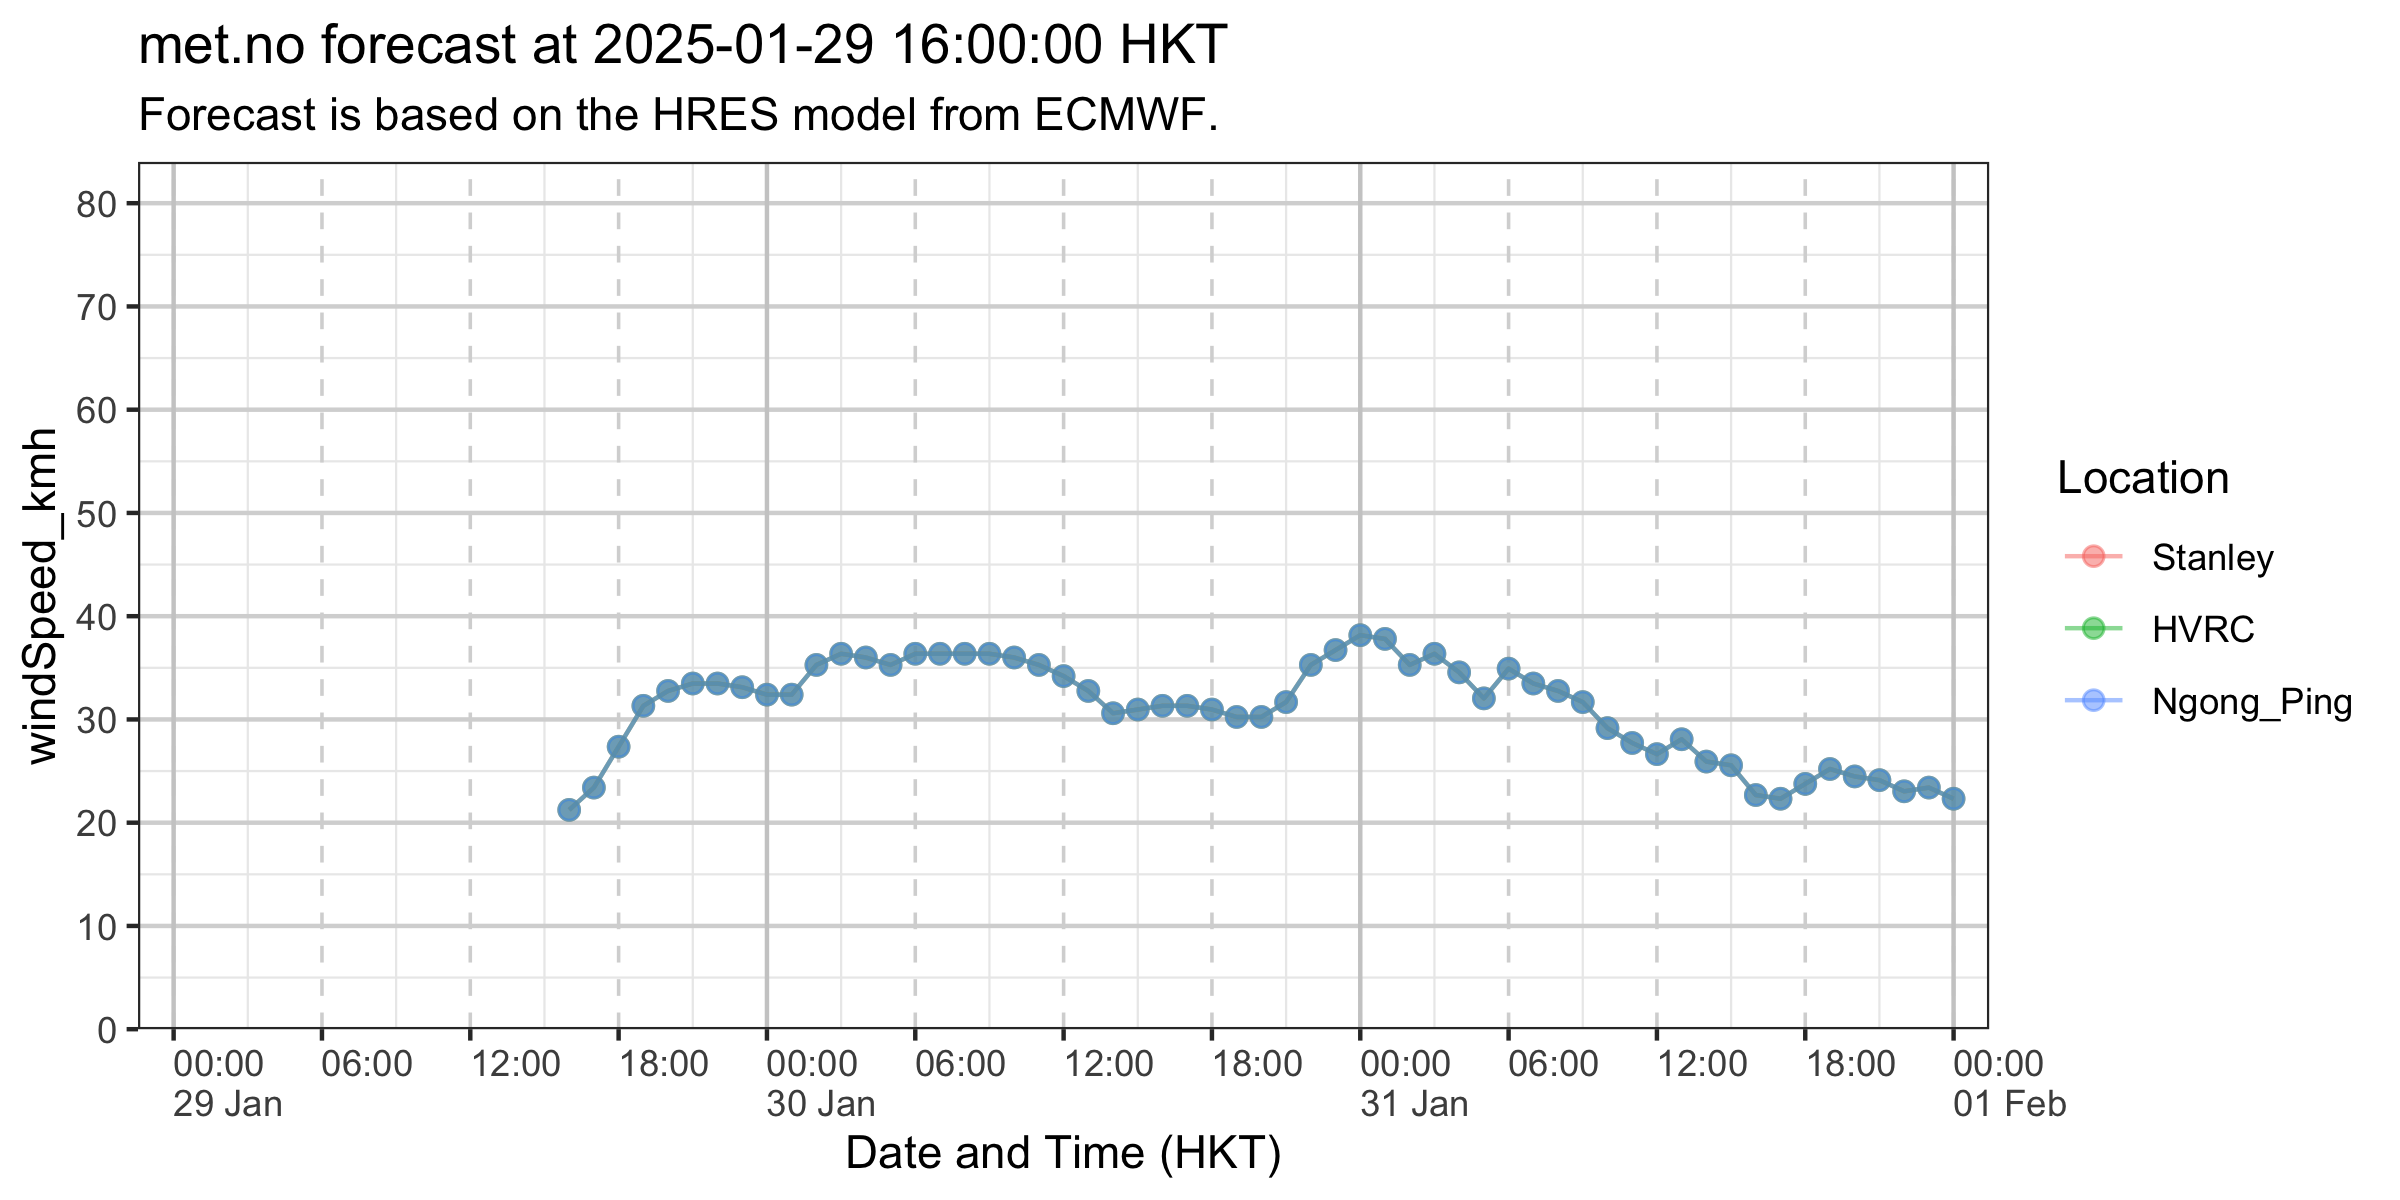 met.no forecast at 2025-01-29 16:00:00 HKT
Forecast is based on the HRES model from ECMWF.
windSpeed_kmh
80
70
60
50
40
30
20
10
0
00:00 06:00 12:00 18:00 00:00 06:00 12:00 18:00 00:00 06:00 12:00 18:00 00:00
29 Jan 30 Jan 31 Jan 01 Feb
Date and Time (HKT)
Location
Stanley
HVRC
Ngong_Ping